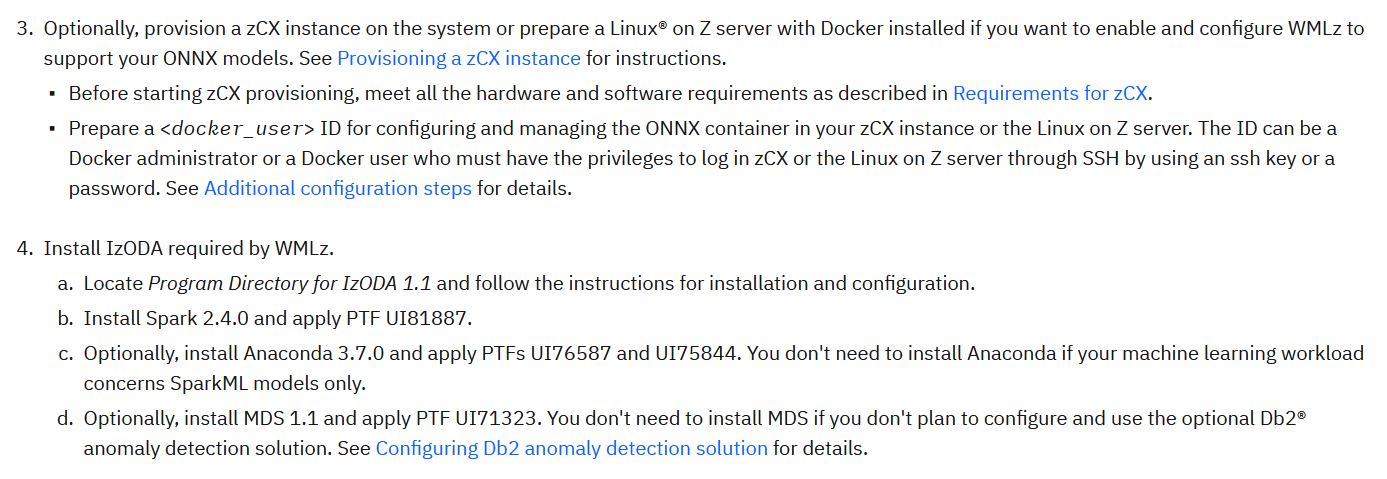 3. Optionally, provision a zCX instance on the system or prepare a Linux® on Z server with Docker installed if you want to enable and configure WMLz to
support your ONNX models. See Provisioning a zCX instance for instructions.
▪ Before starting zCX provisioning, meet all the hardware and software requirements as described in Requirements for zCX.
▪ Prepare a <docker_user> ID for configuring and managing the ONNX container in your zCX instance or the Linux on Z server. The ID can be a
Docker administrator or a Docker user who must have the privileges to log in zCX or the Linux on Z server through SSH by using an ssh key or a
password. See Additional configuration steps for details.
4. Install IzODA required by WMLz.
a. Locate Program Directory for IzODA 1.1 and follow the instructions for installation and configuration.
b. Install Spark 2.4.0 and apply PTF UI81887.
c. Optionally, install Anaconda 3.7.0 and apply PTFs UI76587 and UI75844. You don't need to install Anaconda if your machine learning workload
concerns SparkML models only.
d. Optionally, install MDS 1.1 and apply PTF UI71323. You don't need to install MDS if you don't plan to configure and use the optional Db2®
anomaly detection solution. See Configuring Db2 anomaly detection solution for details.